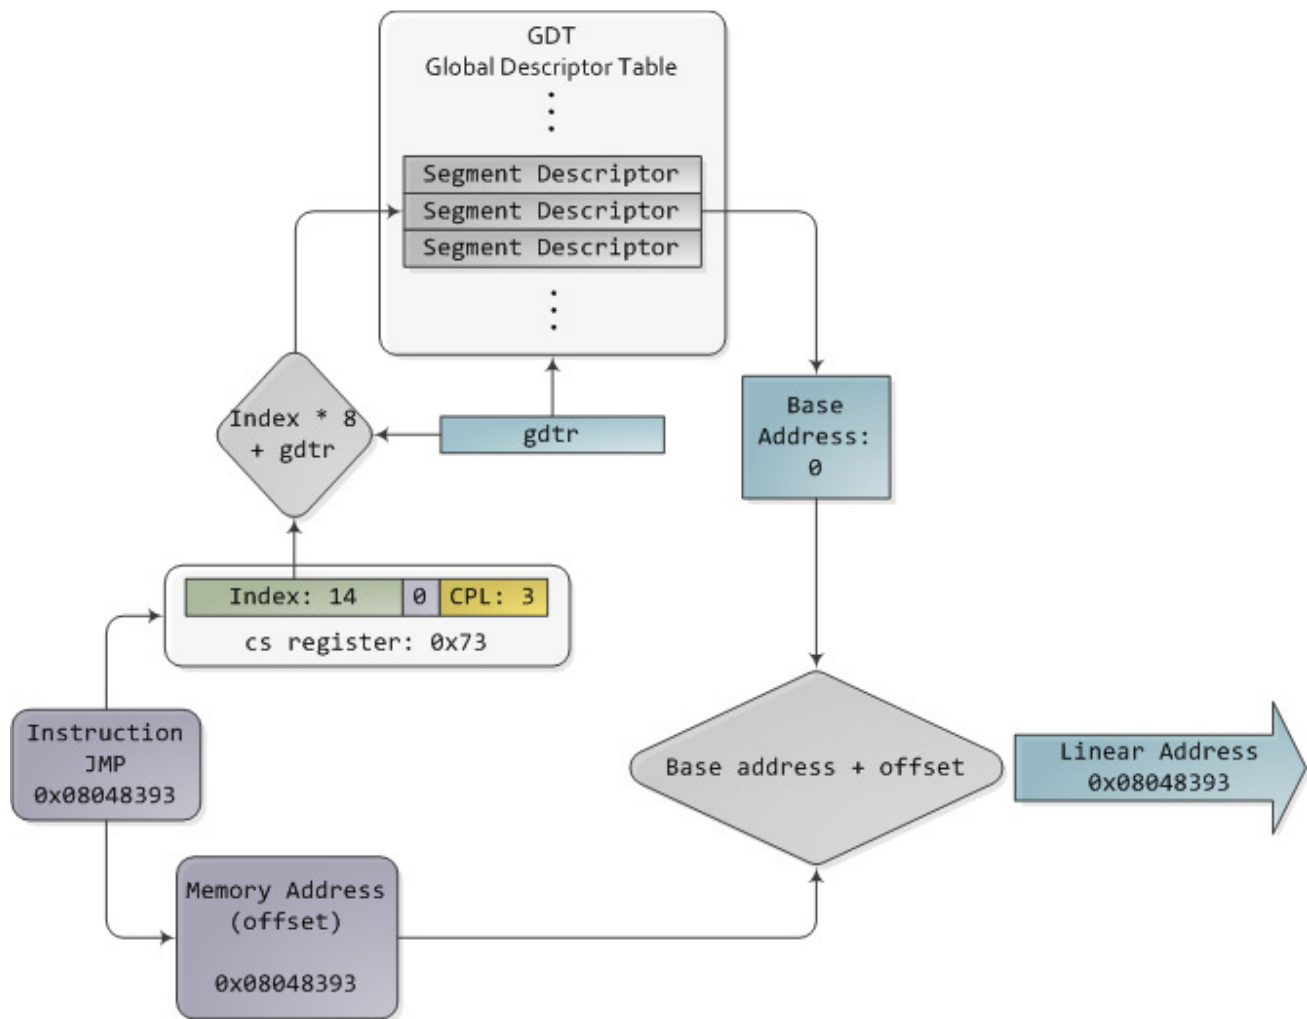 GDT
Global Descriptor Table
Segment Descriptor
Segment Descriptor
Segment Descriptor
Index * 8
+ gdtr
gdtr
Base
Address:
0
Index: 14
0
CPL: 3
cs register: 0x73
Instruction
JMP
0x08048393
Base address + offset
Linear Address
0x08048393
Memory Address
(offset)
0x08048393